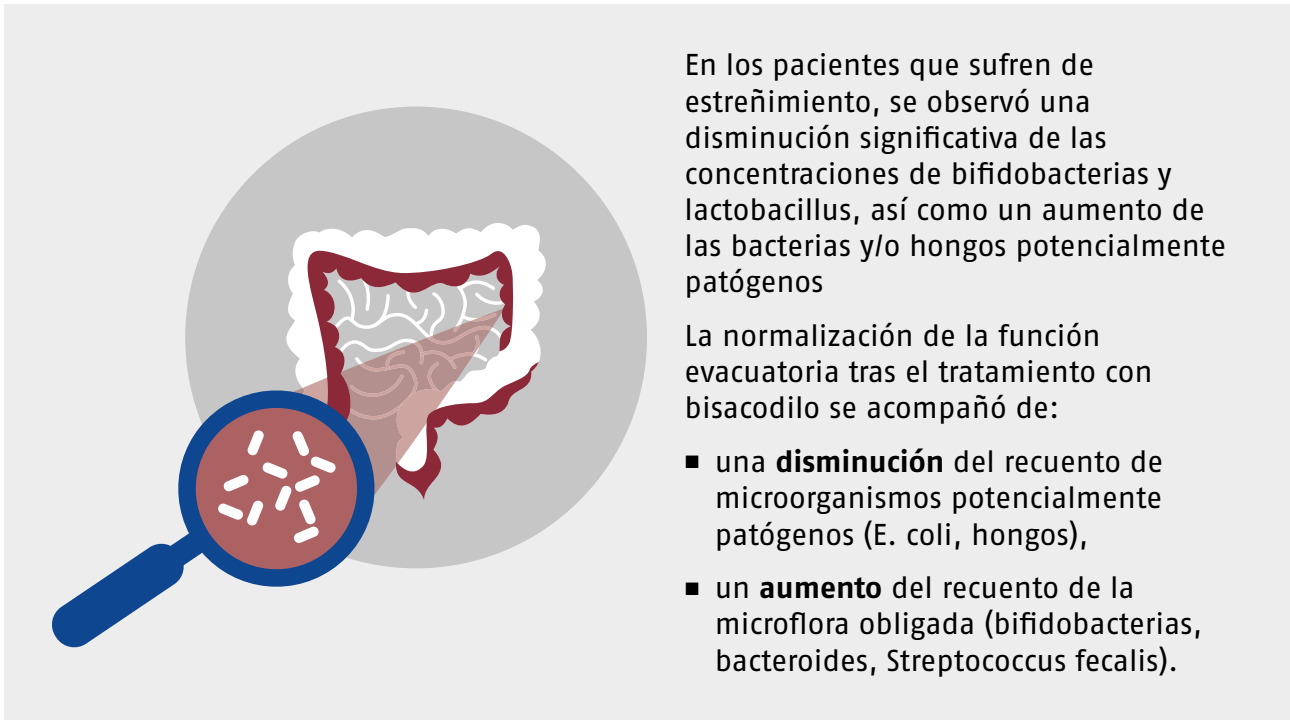 En los pacientes que sufren de
estreñimiento, se observó una
disminución significativa de las
concentraciones de bifidobacterias y
lactobacillus, así como un aumento de
las bacterias y/o hongos potencialmente
patógenos
La normalización de la función
evacuatoria tras el tratamiento con
bisacodilo se acompañó de:
■ una disminución del recuento de
microorganismos potencialmente
patógenos (E. coli, hongos),
■ un aumento del recuento de la
microflora obligada (bifidobacterias,
bacteroides, Streptococcus fecalis).